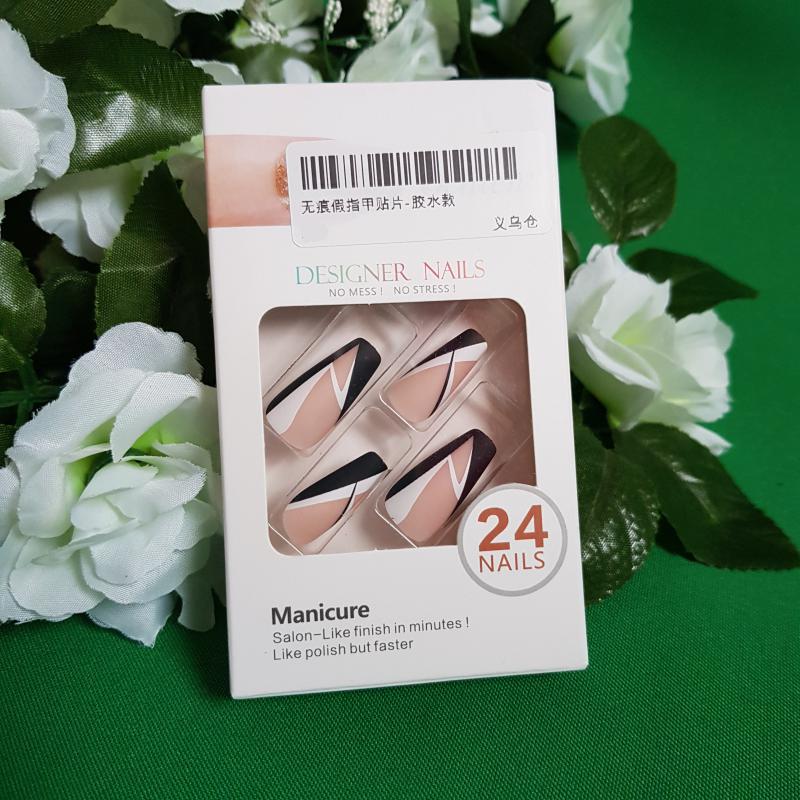 无痕假指甲贴片-胶水款
义乌仓
DESIGNER NAILS
NO MESS! NO STRESS!
24
NAILS
Manicure
Salon-Like finish in minutes!
Like polish but faster